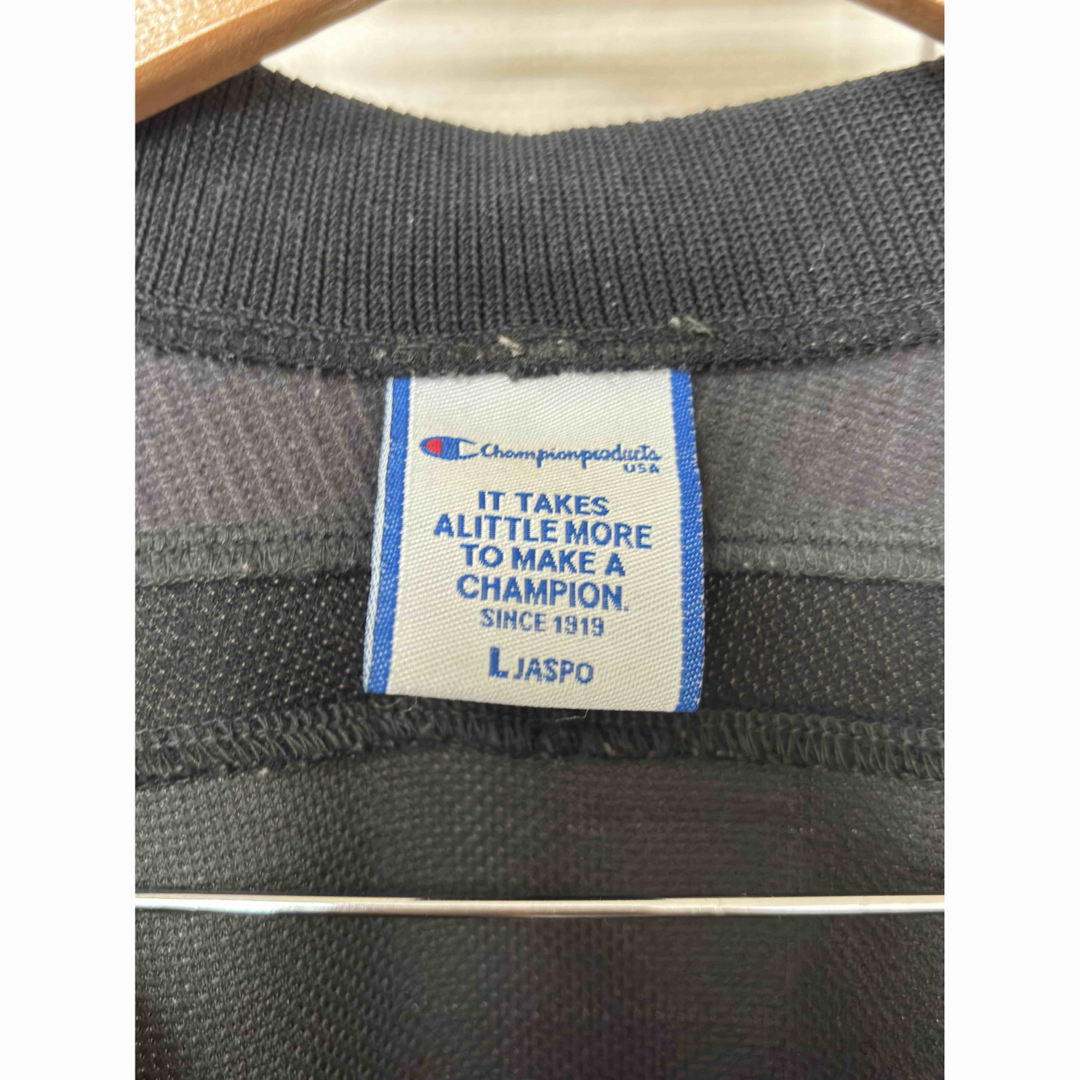 Championproducts
USA
IT TAKES
ALITTLE MORE
TO MAKE A
CHAMPION.
SINCE 1919
L JASPO